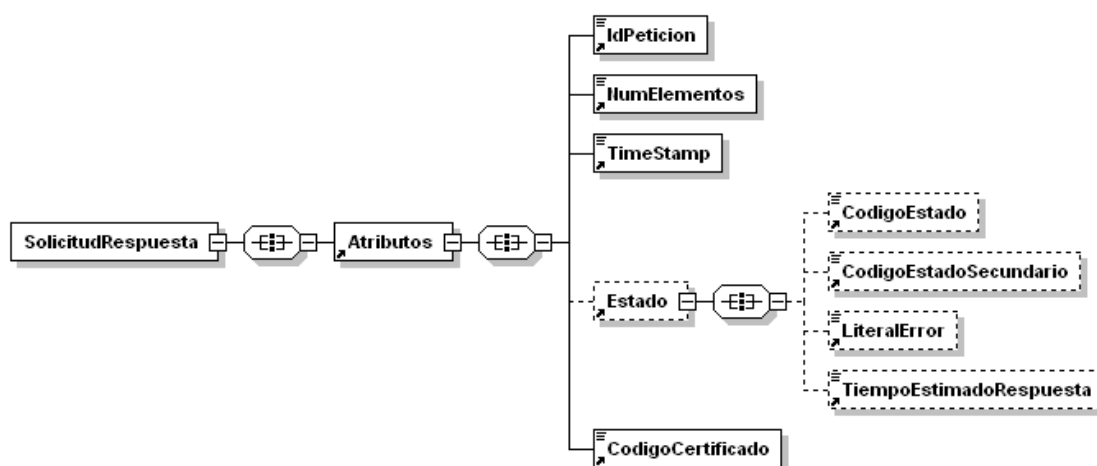 IdPeticion
NumElementos
TimeStamp
CodigoEstado
SolicitudRespuesta
Atributos
CodigoEstadoSecundario
Estado
LiteralError
TiempoEstimadoRespuesta
CodigoCertificado